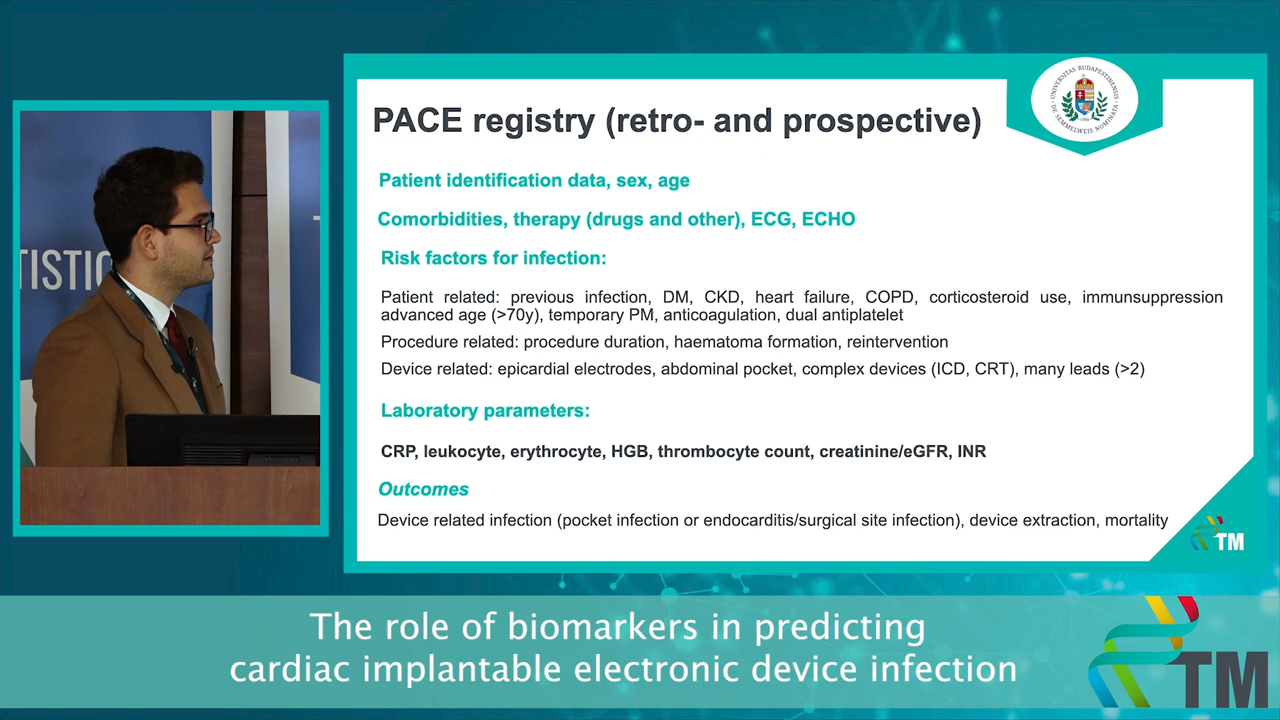 PACE registry (retro- and prospective)
Patient identification data, sex, age
Comorbidities, therapy (drugs and other), ECG, ECHO
Risk factors for infection:
Patient related: previous infection, DM, CKD, heart failure, COPD, corticosteroid use, immunsuppression
advanced age (>70y), temporary PM, anticoagulation, dual antiplatelet
Procedure related: procedure duration, haematoma formation, reintervention
Device related: epicardial electrodes, abdominal pocket, complex devices (ICD, CRT), many leads (>2)
Laboratory parameters:
CRP, leukocyte, erythrocyte, HGB, thrombocyte count, creatinine/eGFR, INR
Outcomes
Device related infection (pocket infection or endocarditis/surgical site infection), device extraction, mortality
UNIVERSITAS BUDAPESTINENSIS
DE SEMMELWEIS NOMINATA
TM
TISTIC
The role of biomarkers in predicting
cardiac implantable electronic device infection
TM